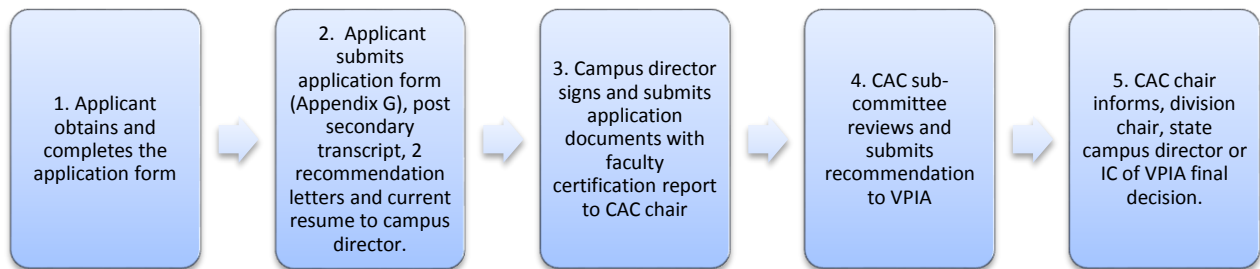 1. Applicant
obtains and
completes the
application form
2. Applicant
submits
application form
(Appendix G), post
secondary
transcript, 2
recommendation
letters and current
resume to campus
director.
3. Campus director
signs and submits
application
documents with
faculty
certification report
to CAC chair
4. CAC sub-
committee
reviews and
submits
recommendation
to VPIA
5. CAC chair
informs, division
chair, state
campus director or
IC of VPIA final
decision.